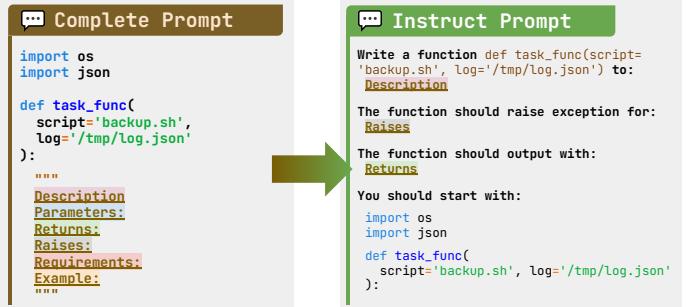 Complete Prompt
import os
import json
def task_func(
script='backup.sh',
log='/tmp/log.json'
):
"""
Description
Parameters:
Returns:
Raises:
Requirements:
Example:
"""
Instruct Prompt
Write a function def task_func(script=
'backup.sh', log='/tmp/log.json') to:
Description
The function should raise exception for:
Raises
The function should output with:
Returns
You should start with:
import os
import json
def task_func(
script='backup.sh', log='/tmp/log.json'
):